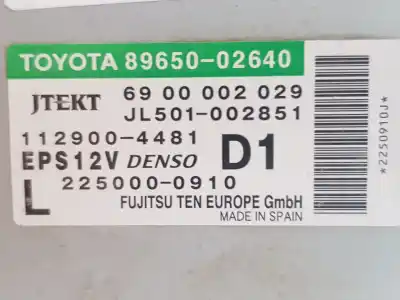 TOYOTA 89650-02640
JTEKT 69 00 002 029
JL501-002851
112900-4481
EPS12V DENSO D1
L 225000-0910
FUJITSU TEN EUROPE GmbH
MADE IN SPAIN
*2250910J*